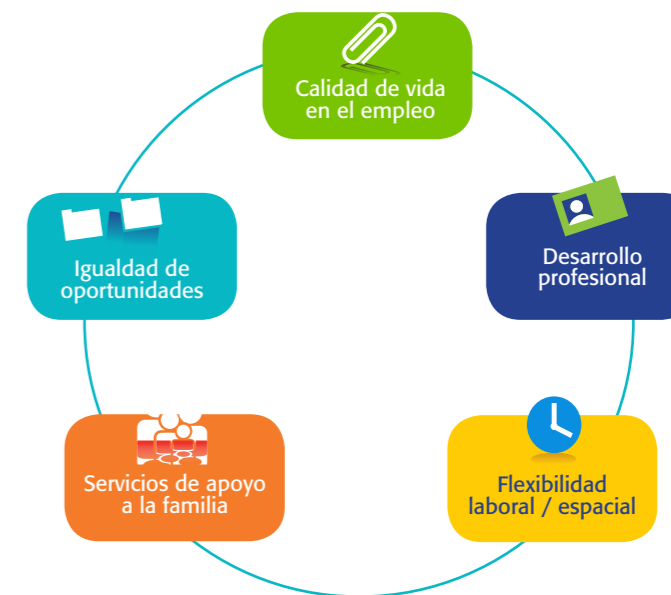 Calidad de vida
en el empleo
Igualdad de
oportunidades
Desarrollo
profesional
Servicios de apoyo
a la familia
Flexibilidad
laboral / espacial